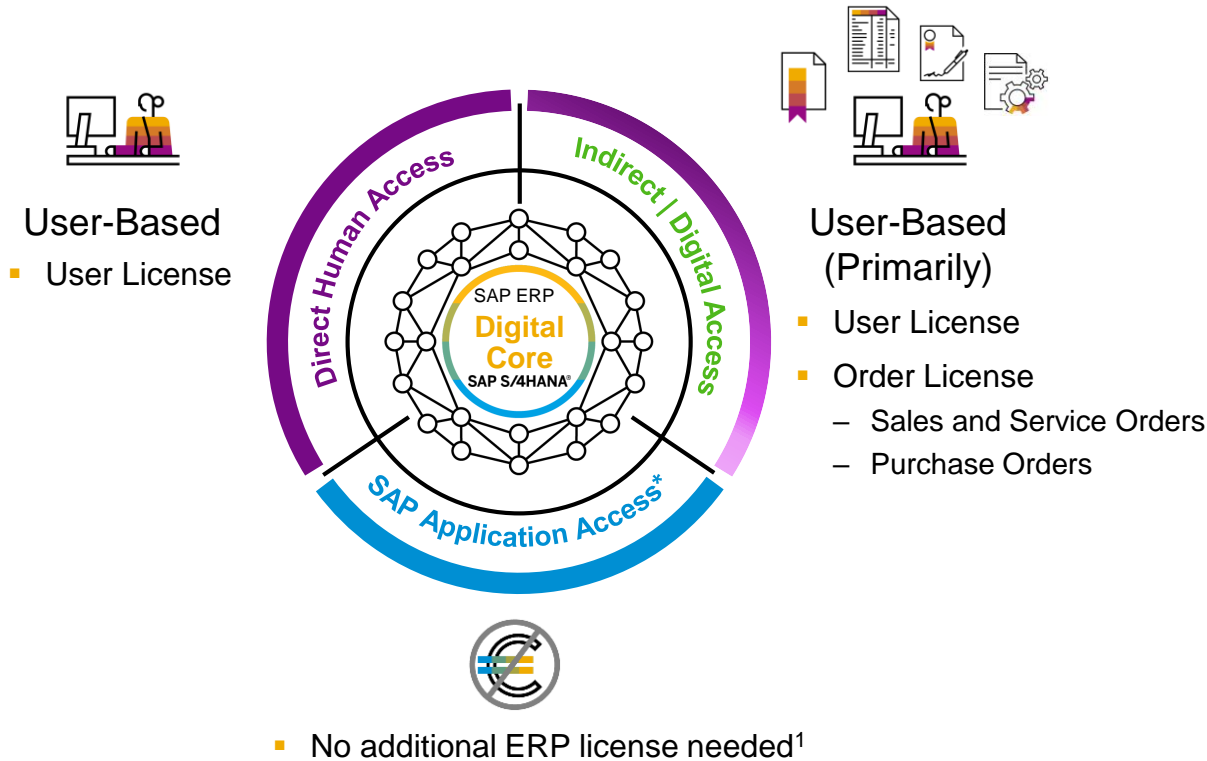 User-Based
▪ User License
Direct Human Access
Indirect | Digital Access
SAP Application Access*
SAP ERP
Digital
Core
SAP S/4HANA®
User-Based
(Primarily)
▪ User License
▪ Order License
– Sales and Service Orders
– Purchase Orders
▪ No additional ERP license needed¹